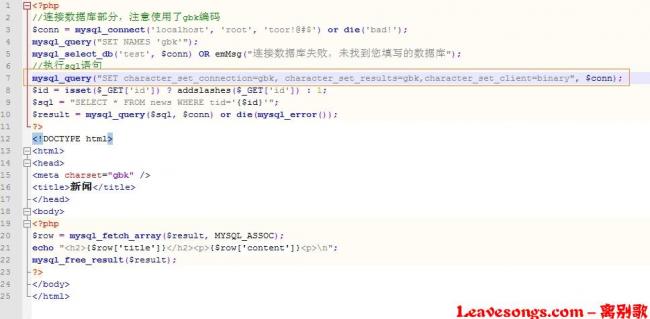 1 <?php
2 //连接数据库部分，注意使用了gbk编码
3 $conn = mysql_connect('localhost', 'root', 'toor!@#$') or die('bad!');
4 mysql_query("SET NAMES 'gbk'");
5 mysql_select_db('test', $conn) OR emMsg("连接数据库失败，未找到您填写的数据库");
6 //执行sql语句
7 mysql_query("SET character_set_connection=gbk, character_set_results=gbk,character_set_client=binary", $conn);
8 $id = isset($_GET['id']) ? addslashes($_GET['id']) : 1;
9 $sql = "SELECT * FROM news WHERE tid='{$id}'";
10 $result = mysql_query($sql, $conn) or die(mysql_error());
11 ?>
12 <!DOCTYPE html>
13 <html>
14 <head>
15 <meta charset="gbk" />
16 <title>新闻</title>
17 </head>
18 <body>
19 <?php
20 $row = mysql_fetch_array($result, MYSQL_ASSOC);
21 echo "<h2>{$row['title']}</h2><p>{$row['content']}<p>\n";
22 mysql_free_result($result);
23 ?>
24 </body>
25 </html>
Leavesongs.com – 离别歌